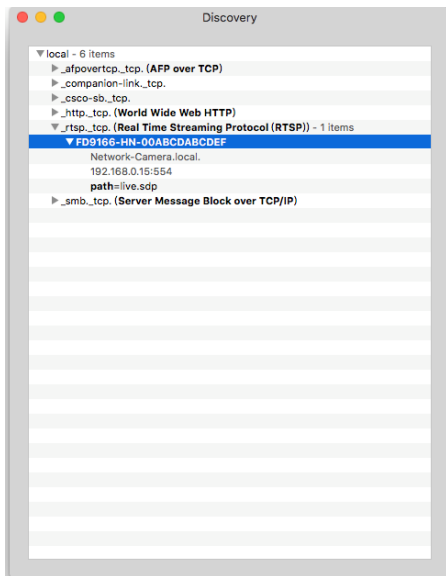 Discovery
local - 6 items
_afpovertcp._tcp. (AFP over TCP)
_companion-link._tcp.
_csco-sb._tcp.
_http._tcp. (World Wide Web HTTP)
_rtsp._tcp. (Real Time Streaming Protocol (RTSP)) - 1 items
FD9166-HN-00ABCDABCDEF
Network-Camera.local.
192.168.0.15:554
path=live.sdp
_smb._tcp. (Server Message Block over TCP/IP)